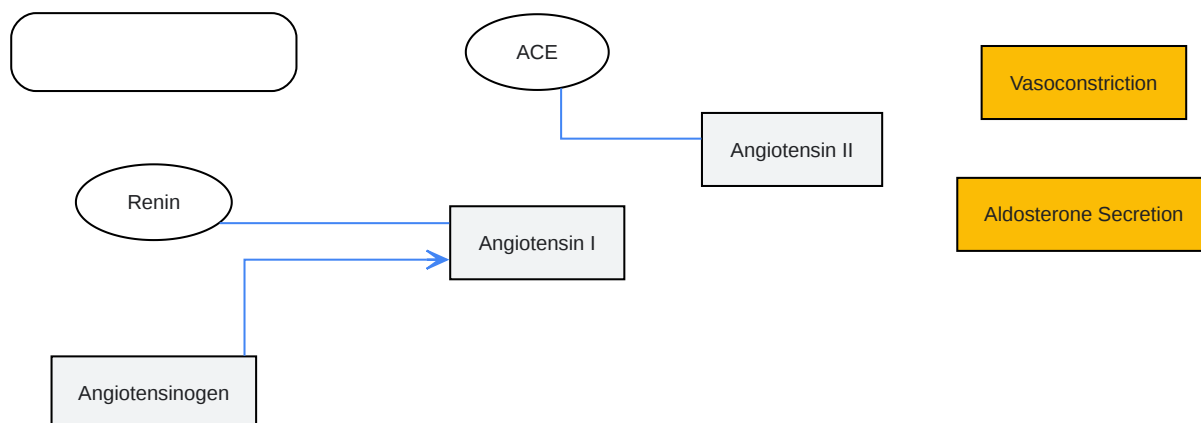 ACE
Vasoconstriction
Angiotensin II
Renin
Aldosterone Secretion
Angiotensin I
Angiotensinogen